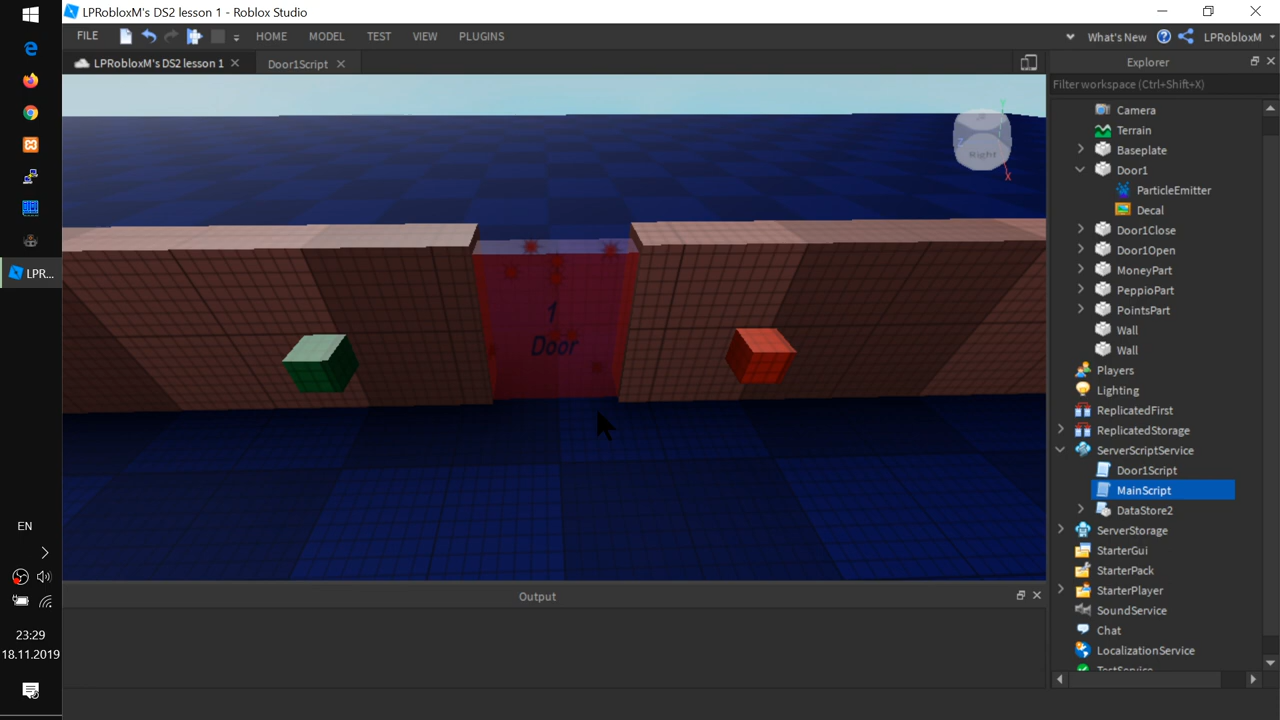 LPRobloxM's DS2 lesson 1 - Roblox Studio
FILE HOME MODEL TEST VIEW PLUGINS What's New LPRobloxM
LPRobloxM's DS2 lesson 1 Door1Script
Explorer
Filter workspace (Ctrl+Shift+X)
Camera
Terrain
Baseplate
Door1
ParticleEmitter
Decal
Door1Close
Door1Open
MoneyPart
PeppioPart
PointsPart
Wall
Wall
Players
Lighting
ReplicatedFirst
ReplicatedStorage
ServerScriptService
Door1Script
MainScript
DataStore2
ServerStorage
StarterGui
StarterPack
StarterPlayer
SoundService
Chat
LocalizationService
TestService
Right
Y
X
1
Door
Output
LPR...
EN
23:29
18.11.2019